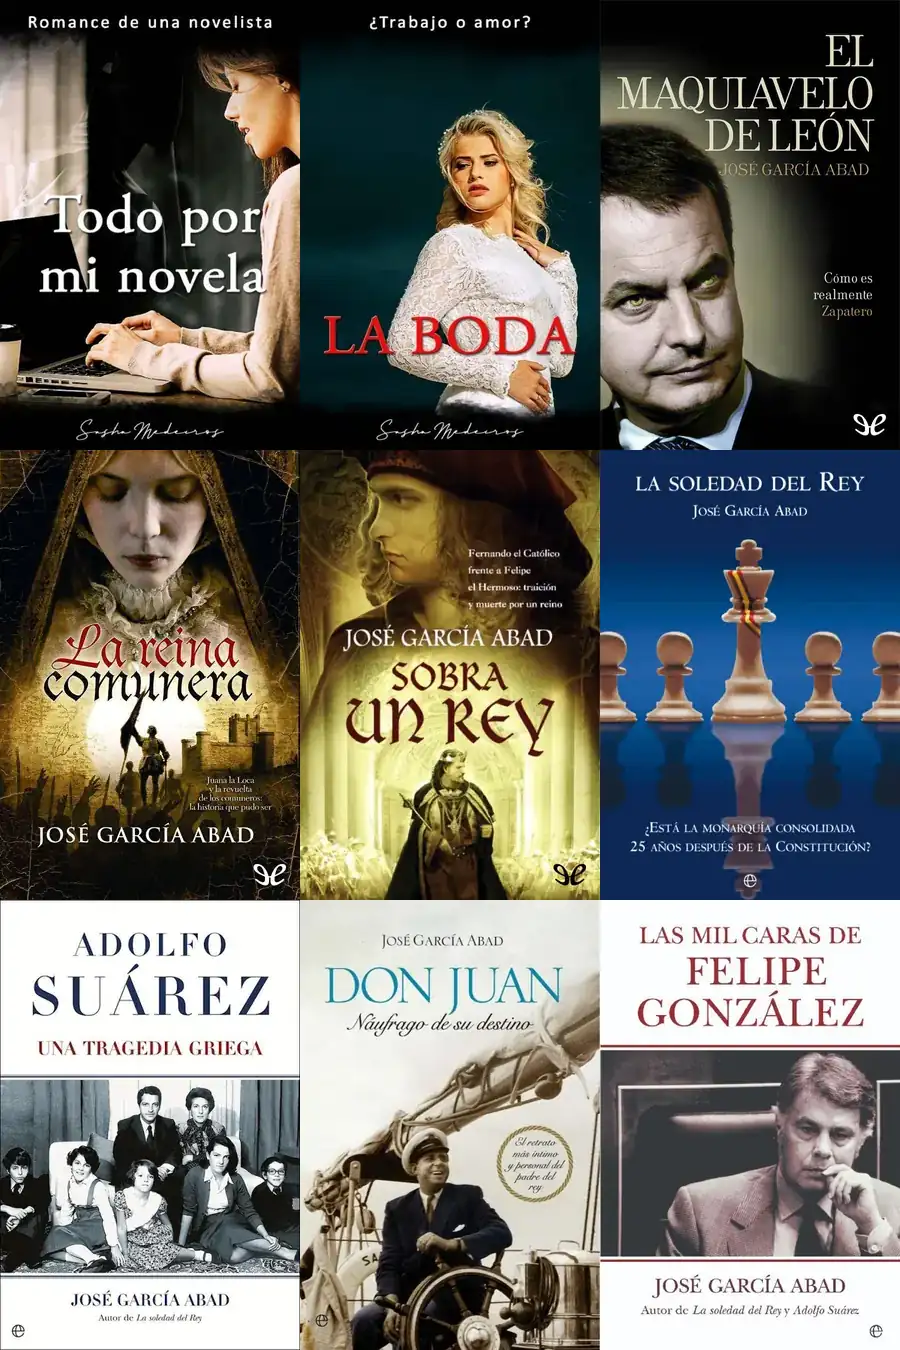 Romance de una novelista
Todo por
mi novela
Sasha Medeiros
¿Trabajo o amor?
LA BODA
Sasha Medeiros
EL
MAQUIAVELO
DE LEÓN
JOSÉ GARCÍA ABAD
Cómo es
realmente
Zapatero
La reina
comunera
Juana la Loca
y la revuelta
de los comuneros:
la historia que pudo ser
JOSÉ GARCÍA ABAD
Fernando el Católico
frente a Felipe
el Hermoso: traición
y muerte por un reino
JOSÉ GARCÍA ABAD
SOBRA
UN REY
LA SOLEDAD DEL REY
JOSÉ GARCÍA ABAD
¿ESTÁ LA MONARQUÍA CONSOLIDADA
25 AÑOS DESPUÉS DE LA CONSTITUCIÓN?
ADOLFO
SUÁREZ
UNA TRAGEDIA GRIEGA
JOSÉ GARCÍA ABAD
Autor de La soledad del Rey
JOSÉ GARCÍA ABAD
DON JUAN
Náufrago de su destino
El retrato
más íntimo
y personal del
padre del
rey
LAS MIL CARAS DE
FELIPE
GONZÁLEZ
JOSÉ GARCÍA ABAD
Autor de La soledad del Rey y Adolfo Suárez